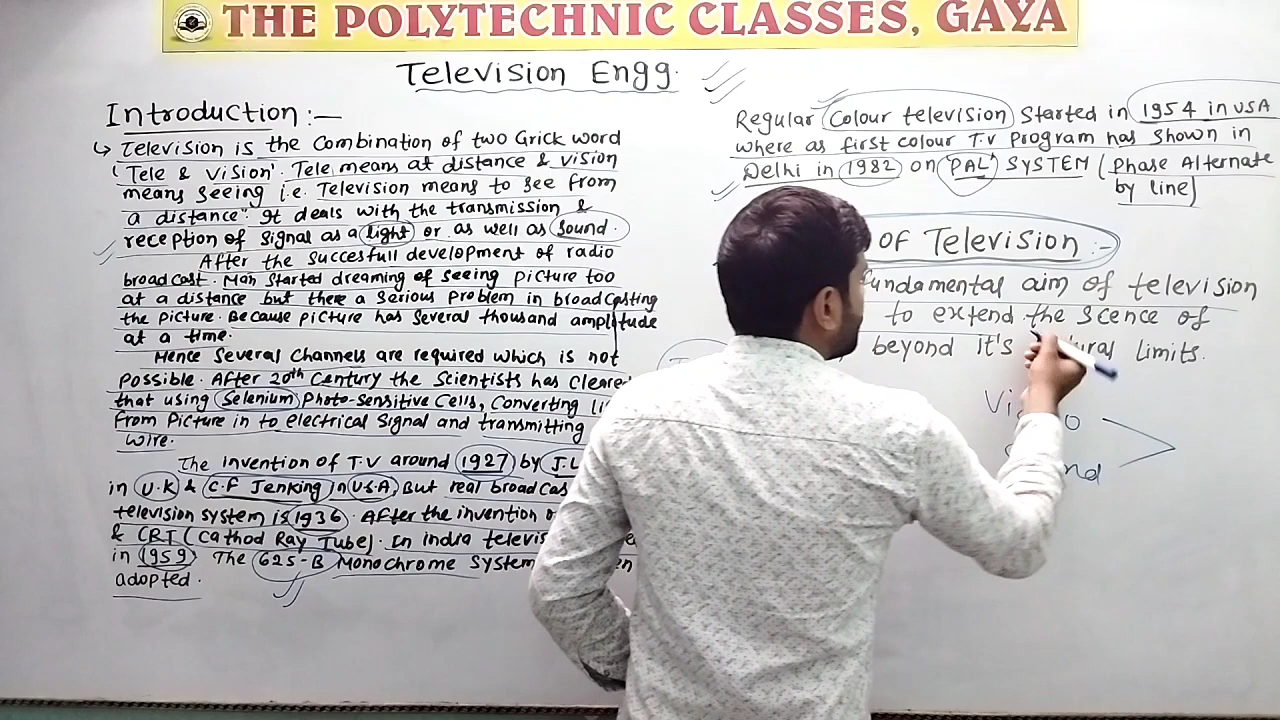 THE POLYTECHNIC CLASSES, GAYA
Television Engg.
Introduction :-
Television is the Combination of two Grick word
'Tele & Vision'. Tele means at distance & vision
means seeing i.e. Television means to see from
a distance". It deals with the transmission &
reception of signal as a light or as well as sound.
After the succesfull development of radio
broadcast. Man started dreaming of seeing picture too
at a distance but there a serious problem in broadcasting
the picture. Because picture has several thousand amplitude
at a time.
Hence several channels are required which is not
possible. After 20th Century the Scientists has cleared
that using Selenium Photo-sensitive Cells, Converting
from picture in to electrical signal and transmitting
wire.
The invention of T.V around 1927 by J.L
in U.K & C.F Jenking in U.S.A But real broad
television system is 1936. After the invention
& CRT (Cathod Ray Tube). In india
in 1959 The 625-B Monochrome System
adopted.
Regular Colour television Started in 1954 in USA
where as first colour T.V Program has shown in
Delhi in 1982 on 'PAL' SYSTEM (Phase Alternate
by line)
OF Television :-
fundamental aim of television
to extend the scence of
beyond it's limits.